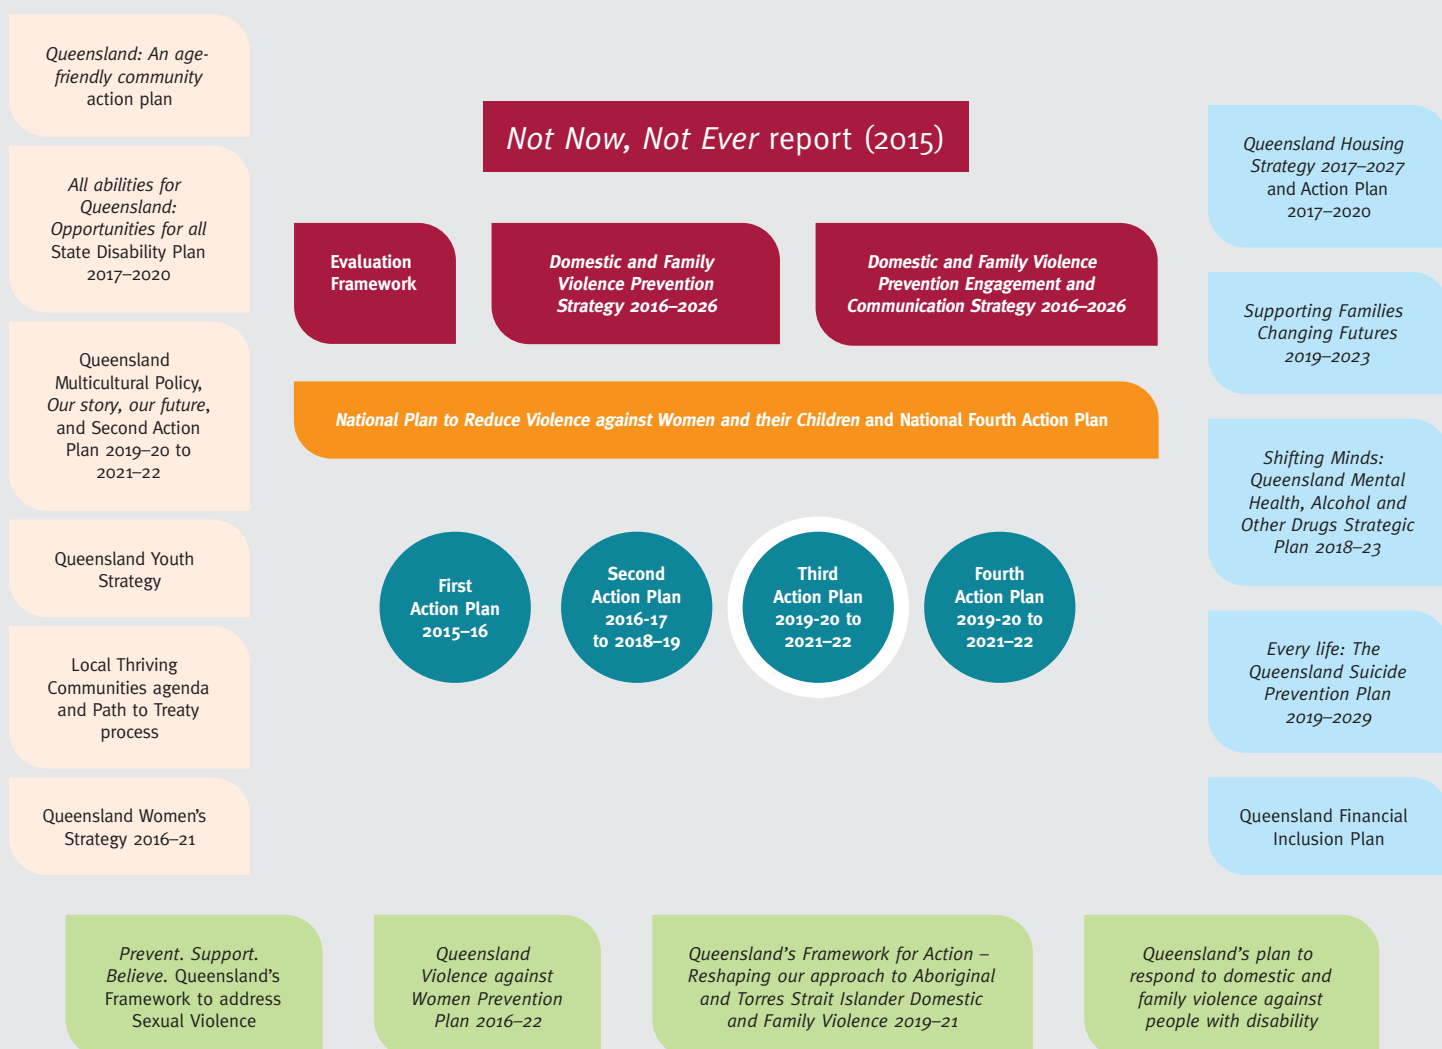 Queensland: An age-
friendly community
action plan
All abilities for
Queensland:
Opportunities for all
State Disability Plan
2017–2020
Queensland
Multicultural Policy,
Our story, our future,
and Second Action
Plan 2019–20 to
2021–22
Queensland Youth
Strategy
Local Thriving
Communities agenda
and Path to Treaty
process
Queensland Women's
Strategy 2016–21
Not Now, Not Ever report (2015)
Evaluation
Framework
Domestic and Family
Violence Prevention
Strategy 2016–2026
Domestic and Family Violence
Prevention Engagement and
Communication Strategy 2016–2026
National Plan to Reduce Violence against Women and their Children and National Fourth Action Plan
First
Action Plan
2015–16
Second
Action Plan
2016-17
to 2018–19
Third
Action Plan
2019-20 to
2021–22
Fourth
Action Plan
2019-20 to
2021–22
Queensland Housing
Strategy 2017–2027
and Action Plan
2017–2020
Supporting Families
Changing Futures
2019–2023
Shifting Minds:
Queensland Mental
Health, Alcohol and
Other Drugs Strategic
Plan 2018–23
Every life: The
Queensland Suicide
Prevention Plan
2019–2029
Queensland Financial
Inclusion Plan
Prevent. Support.
Believe. Queensland's
Framework to address
Sexual Violence
Queensland
Violence against
Women Prevention
Plan 2016–22
Queensland's Framework for Action –
Reshaping our approach to Aboriginal
and Torres Strait Islander Domestic
and Family Violence 2019–21
Queensland's plan to
respond to domestic and
family violence against
people with disability